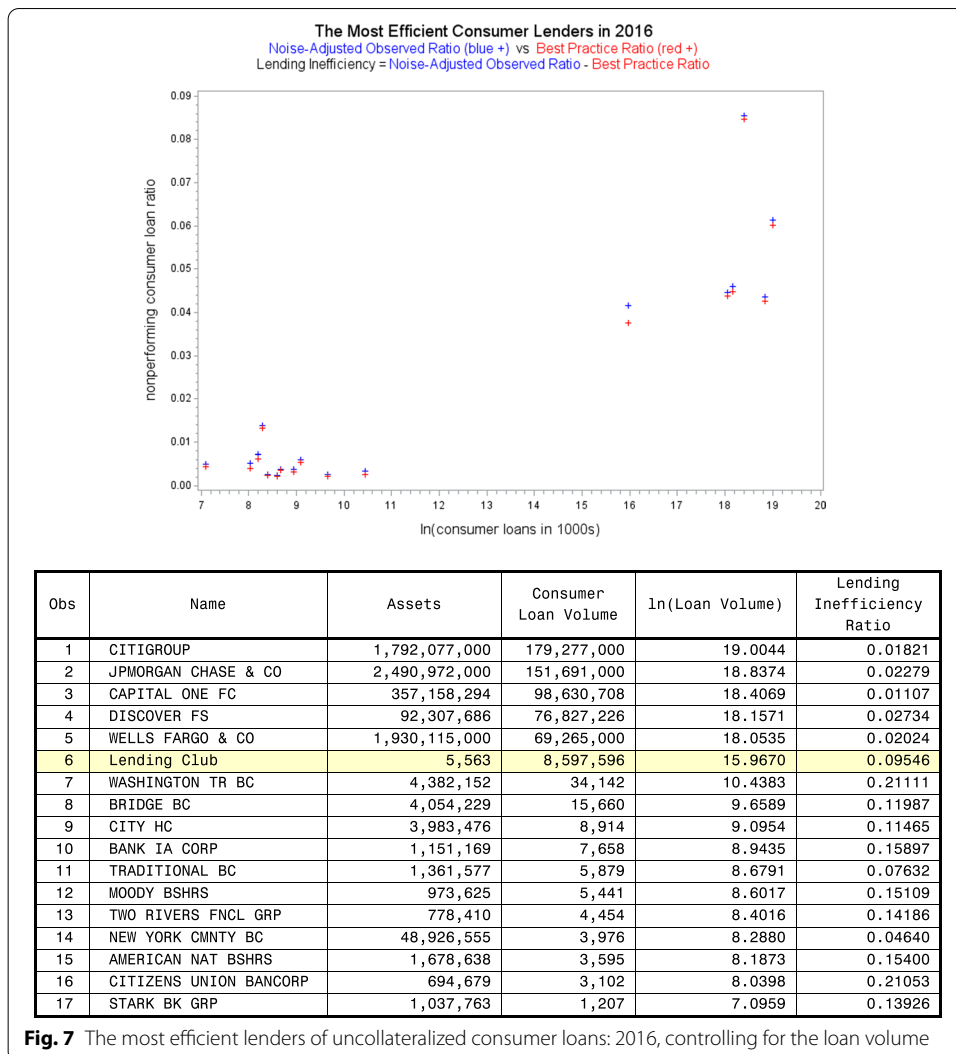 The Most Efficient Consumer Lenders in 2016
Noise-Adjusted Observed Ratio (blue +) vs Best Practice Ratio (red +)
Lending Inefficiency = Noise-Adjusted Observed Ratio - Best Practice Ratio
nonperforming consumer loan ratio
0.09
0.08
0.07
0.06
0.05
0.04
0.03
0.02
0.01
0.00
7 8 9 10 11 12 13 14 15 16 17 18 19 20
ln(consumer loans in 1000s)
Obs Name Assets Consumer Loan Volume ln(Loan Volume) Lending Inefficiency Ratio
1 CITIGROUP 1,792,077,000 179,277,000 19.0044 0.01821
2 JPMORGAN CHASE & CO 2,490,972,000 151,691,000 18.8374 0.02279
3 CAPITAL ONE FC 357,158,294 98,630,708 18.4069 0.01107
4 DISCOVER FS 92,307,686 76,827,226 18.1571 0.02734
5 WELLS FARGO & CO 1,930,115,000 69,265,000 18.0535 0.02024
6 Lending Club 5,563 8,597,596 15.9670 0.09546
7 WASHINGTON TR BC 4,382,152 34,142 10.4383 0.21111
8 BRIDGE BC 4,054,229 15,660 9.6589 0.11987
9 CITY HC 3,983,476 8,914 9.0954 0.11465
10 BANK IA CORP 1,151,169 7,658 8.9435 0.15897
11 TRADITIONAL BC 1,361,577 5,879 8.6791 0.07632
12 MOODY BSHRS 973,625 5,441 8.6017 0.15109
13 TWO RIVERS FNCL GRP 778,410 4,454 8.4016 0.14186
14 NEW YORK CMNTY BC 48,926,555 3,976 8.2880 0.04640
15 AMERICAN NAT BSHRS 1,678,638 3,595 8.1873 0.15400
16 CITIZENS UNION BANCORP 694,679 3,102 8.0398 0.21053
17 STARK BK GRP 1,037,763 1,207 7.0959 0.13926
Fig. 7 The most efficient lenders of uncollateralized consumer loans: 2016, controlling for the loan volume